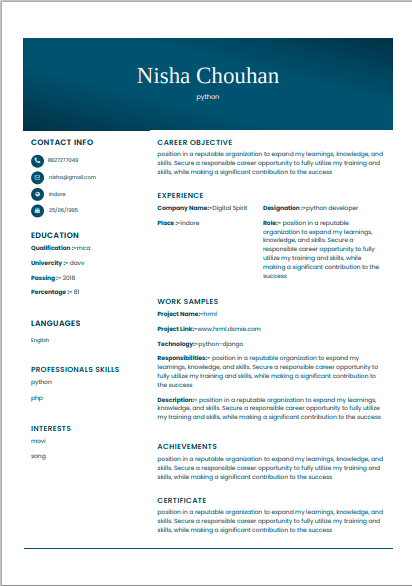 Nisha Chouhan
python
CONTACT INFO
8827277049
nisha@gmail.com
indore
25/06/1995
EDUCATION
Qualification :=mca
Univercity := davv
Passing := 2018
Percentage := 81
LANGUAGES
English
PROFESSIONALS SKILLS
python
php
INTERESTS
movi
song
CAREER OBJECTIVE
position in a reputable organization to expand my learnings, knowledge, and
skills. Secure a responsible career opportunity to fully utilize my training and
skills, while making a significant contribution to the success
EXPERIENCE
Company Name:=Digital Spirit
Place :=indore
Designation :=python developer
Role:= position in a reputable
organization to expand my learnings,
knowledge, and skills. Secure a
responsible career opportunity to fully
utilize my training and skills, while
making a significant contribution to the
success
WORK SAMPLES
Project Name:=hrml
Project Link:=www.hrml.dsmie.com
Technology:=python-django
Responsibilities:= position in a reputable organization to expand my
learnings, knowledge, and skills. Secure a responsible career opportunity to
fully utilize my training and skills, while making a significant contribution to
the success
Description:= position in a reputable organization to expand my learnings,
knowledge, and skills. Secure a responsible career opportunity to fully utilize
my training and skills, while making a significant contribution to the success
ACHIEVEMENTS
position in a reputable organization to expand my learnings, knowledge, and
skills. Secure a responsible career opportunity to fully utilize my training and
skills, while making a significant contribution to the success
CERTIFICATE
position in a reputable organization to expand my learnings, knowledge, and
skills. Secure a responsible career opportunity to fully utilize my training and
skills, while making a significant contribution to the success